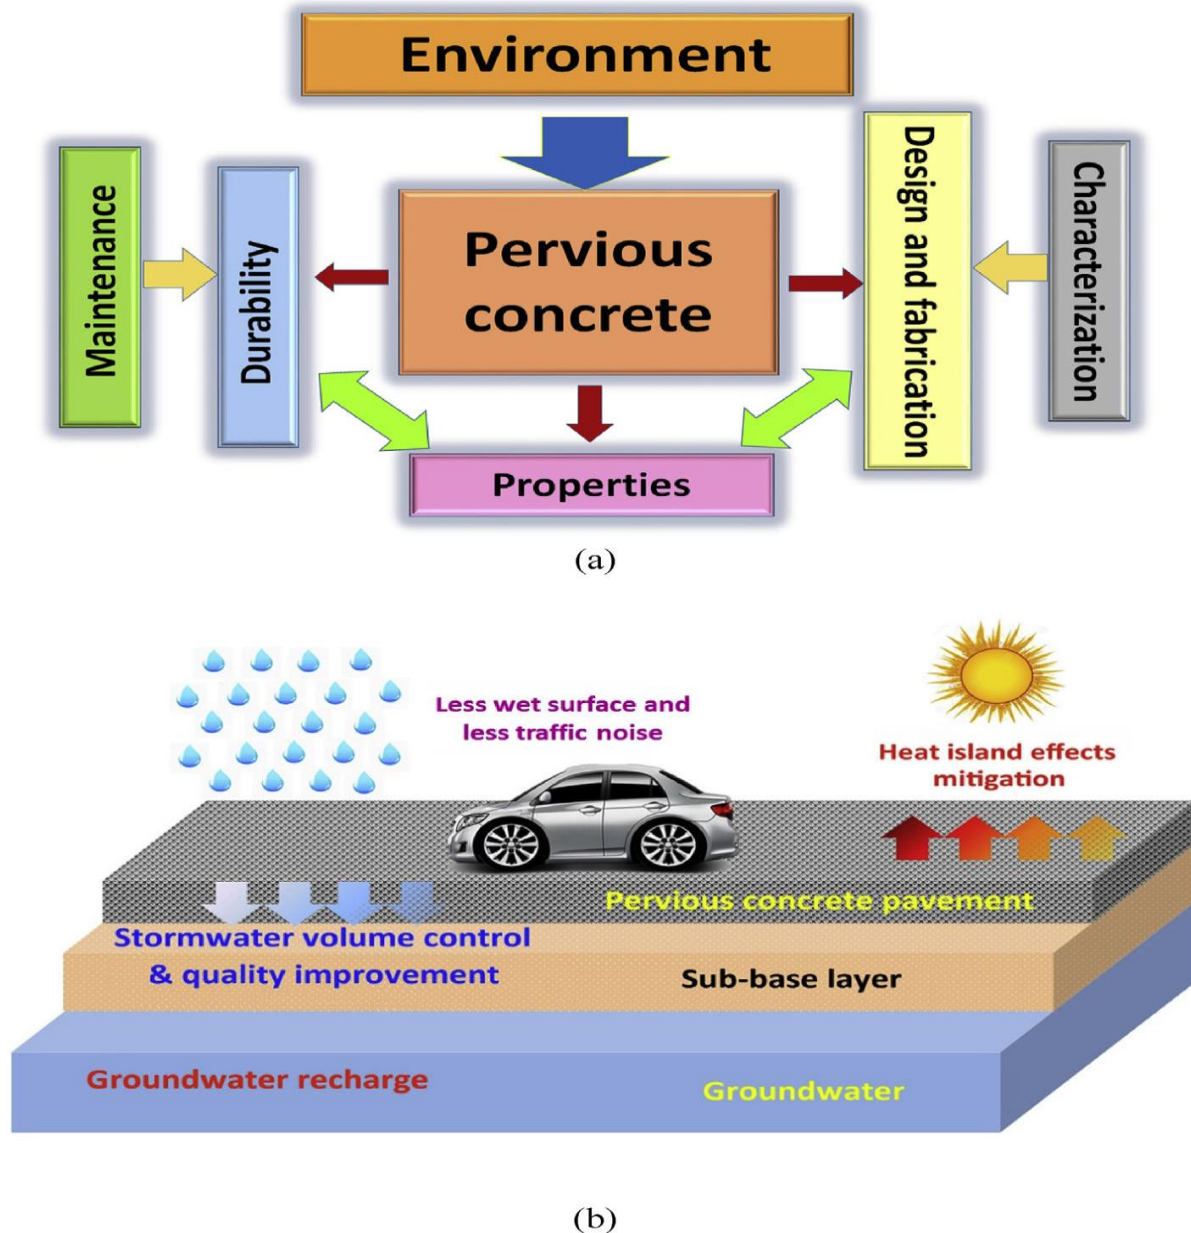 Environment
Maintenance
Durability
Pervious
concrete
Design and fabrication
Characterization
Properties
(a)
Less wet surface and
less traffic noise
Heat island effects
mitigation
Pervious concrete pavement
Stormwater volume control
& quality improvement
Sub-base layer
Groundwater recharge
Groundwater
(b)